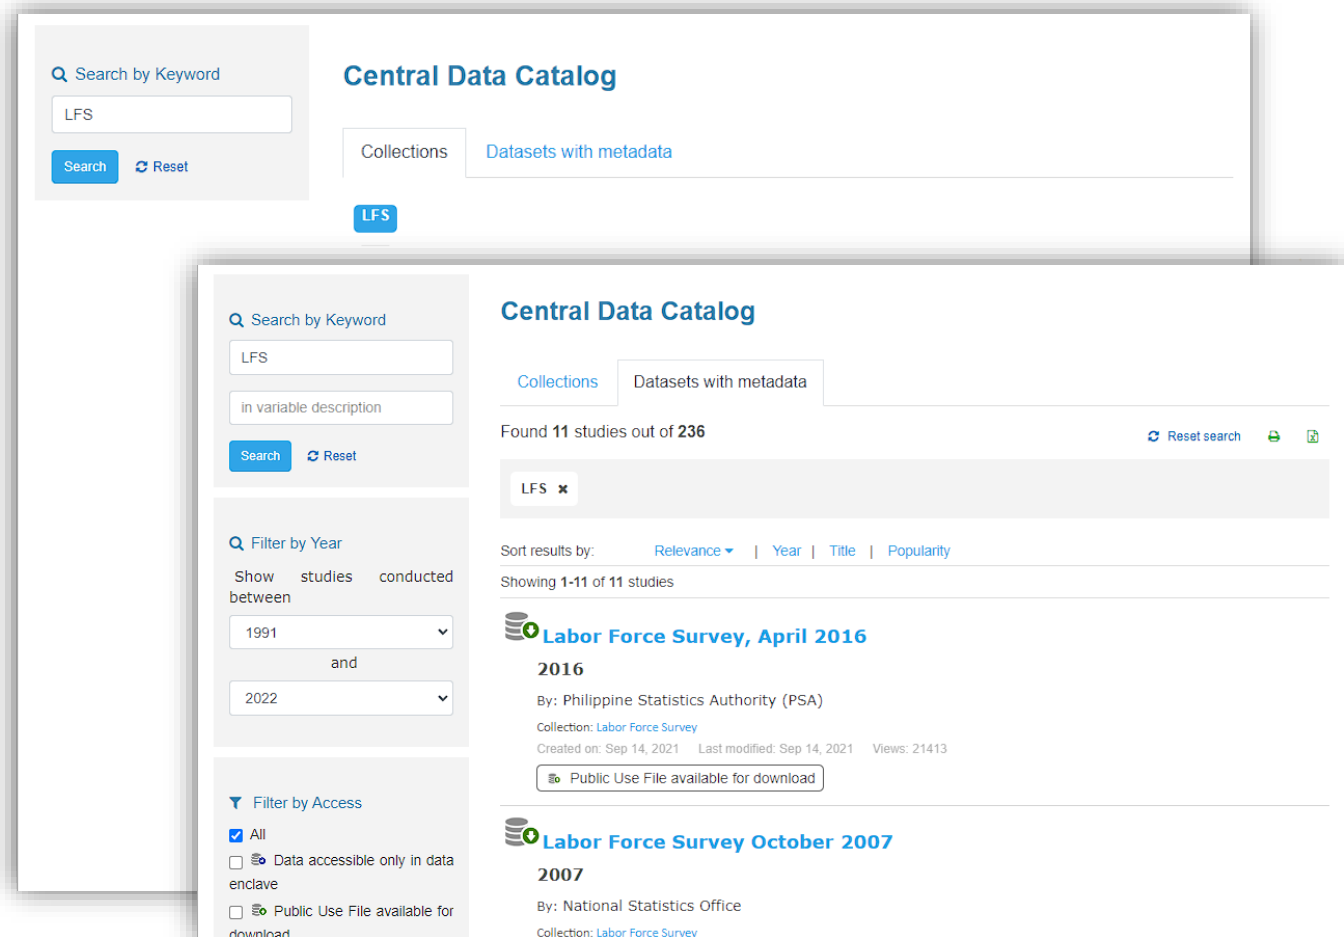 Search by Keyword
LFS
Search
Reset
Central Data Catalog
Collections
Datasets with metadata
LFS
Search by Keyword
LFS
in variable description
Search
Reset
Filter by Year
Show studies conducted
between
1991
and
2022
Filter by Access
All
Data accessible only in data
enclave
Public Use File available for
download
Central Data Catalog
Collections
Datasets with metadata
Found 11 studies out of 236
Reset search
LFS
Sort results by: Relevance | Year | Title | Popularity
Showing 1-11 of 11 studies
Labor Force Survey, April 2016
2016
By: Philippine Statistics Authority (PSA)
Collection: Labor Force Survey
Created on: Sep 14, 2021 Last modified: Sep 14, 2021 Views: 21413
Public Use File available for download
Labor Force Survey October 2007
2007
By: National Statistics Office
Collection: Labor Force Survey